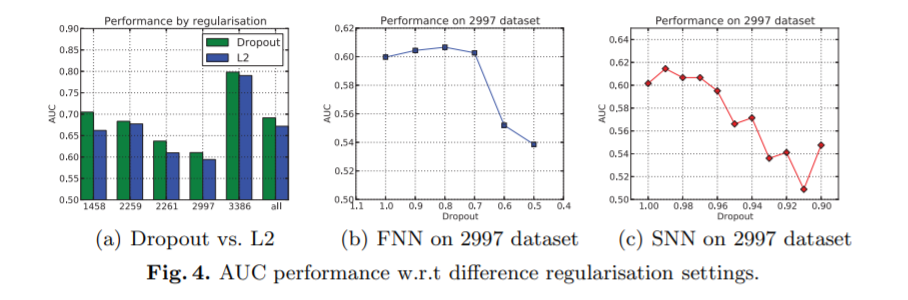 Performance by regularisation
0.90
0.85
0.80
0.75
0.70
0.65
0.60
0.55
0.50
AUC
Dropout
L2
1458 2259 2261 2997 3386 all
(a) Dropout vs. L2
Performance on 2997 dataset
0.62
0.60
0.58
0.56
0.54
0.52
0.50
AUC
1.1 1.0 0.9 0.8 0.7 0.6 0.5 0.4
Dropout
(b) FNN on 2997 dataset
Performance on 2997 dataset
0.64
0.62
0.60
0.58
0.56
0.54
0.52
0.50
AUC
1.00 0.98 0.96 0.94 0.92 0.90
Dropout
(c) SNN on 2997 dataset
Fig. 4. AUC performance w.r.t difference regularisation settings.